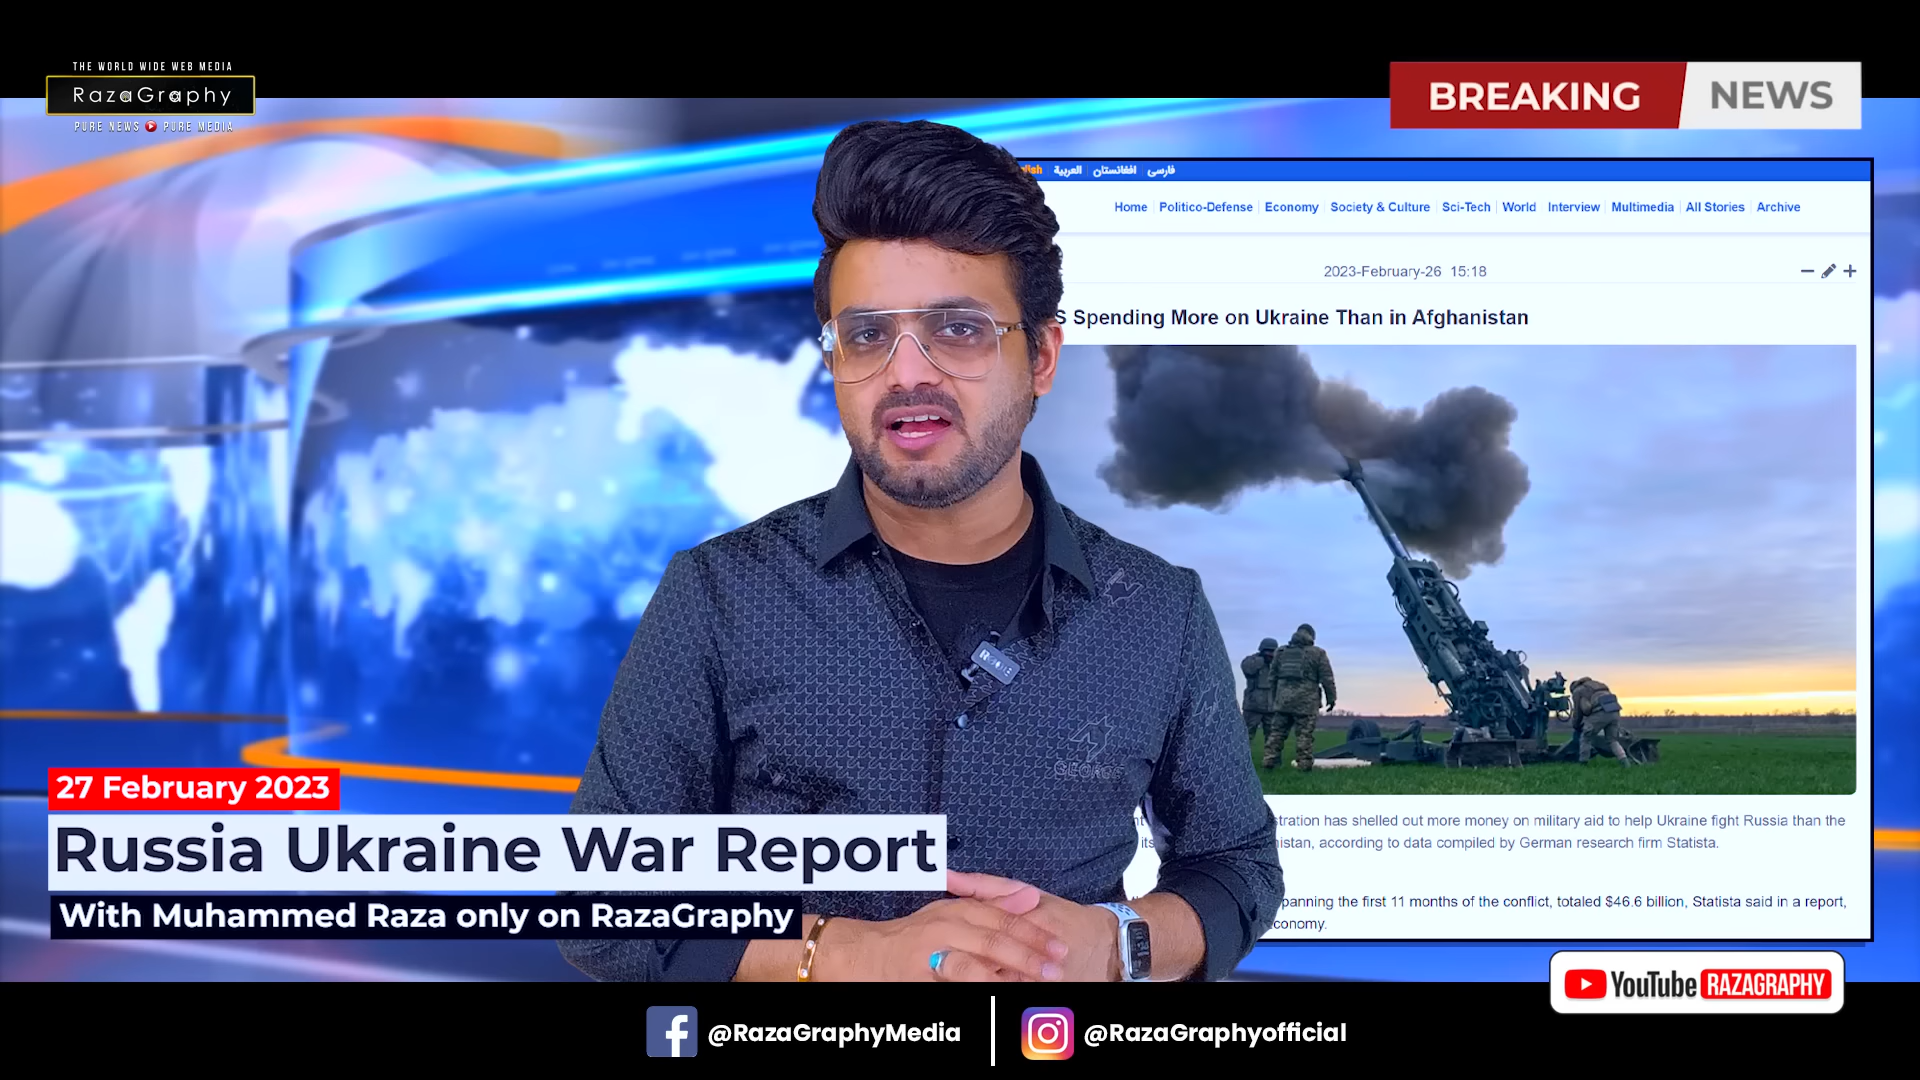 THE WORLD WIDE WEB MEDIA
RazaGraphy
PURE NEWS PURE MEDIA
BREAKING NEWS
العربية افغانستان فارسی
Home Politico-Defense Economy Society & Culture Sci-Tech World Interview Multimedia All Stories Archive
2023-February-26 15:18
Spending More on Ukraine Than in Afghanistan
has shelled out more money on military aid to help Ukraine fight Russia than the
according to data compiled by German research firm Statista.
the first 11 months of the conflict, totaled $46.6 billion, Statista said in a report,
27 February 2023
Russia Ukraine War Report
With Muhammed Raza only on RazaGraphy
YouTube RAZAGRAPHY
@RazaGraphyMedia
@RazaGraphyofficial